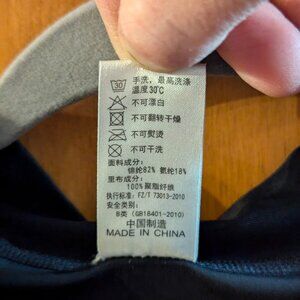 30
手洗，最高洗涤
温度30℃
不可漂白
不可翻转干燥
不可熨烫
不可干洗
面料成分：
锦纶82% 氨纶18%
里布成分：
100%聚脂纤维
执行标准：FZ/T 73013-2010
安全类别：
B类（GB18401-2010）
中国制造
MADE IN CHINA